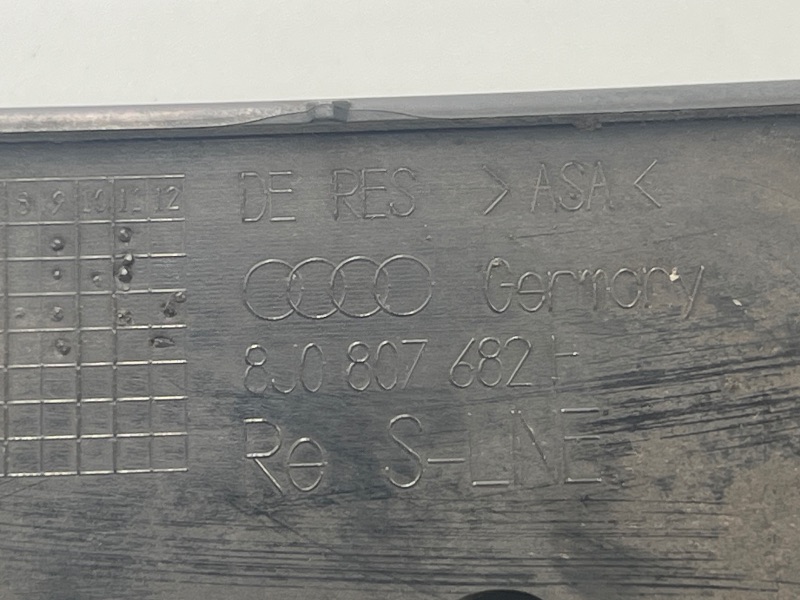 8 9 10 11 12
DE RES >ASA<
Germany
8J0 807 682
Re S-LINE